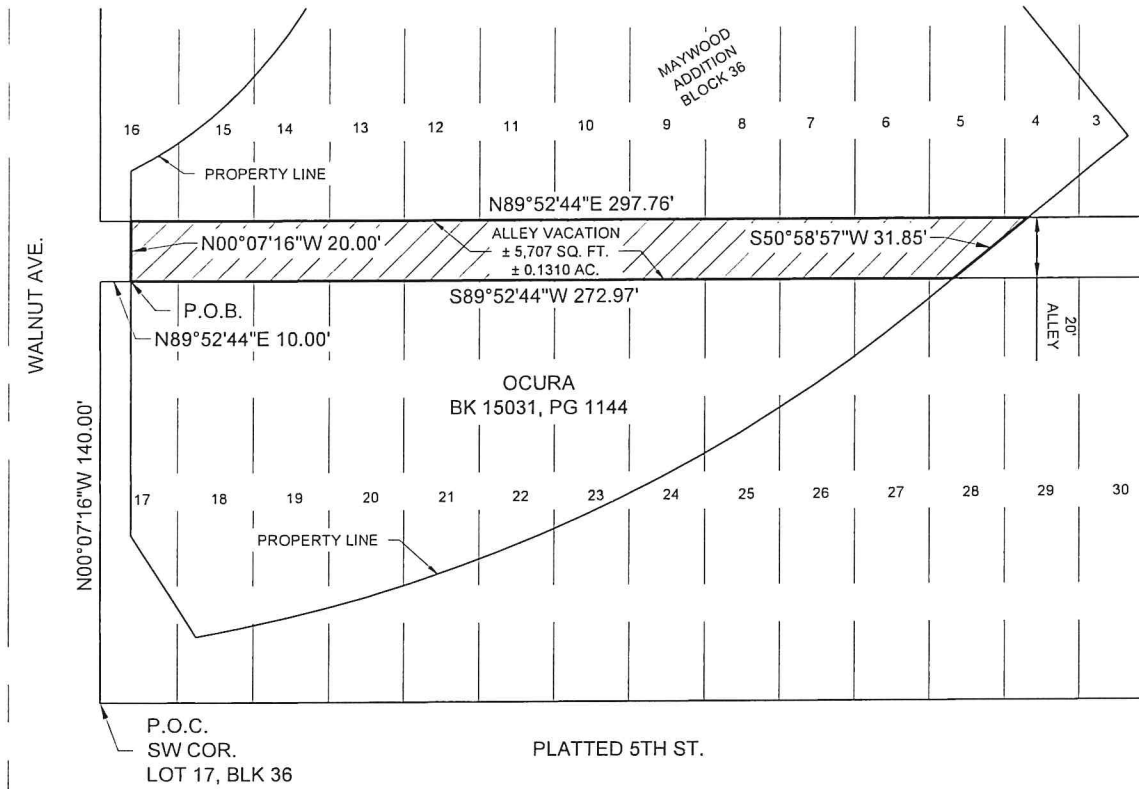 MAYWOOD
ADDITION
BLOCK 36
16 15 14 13 12 11 10 9 8 7 6 5 4 3
PROPERTY LINE
N89°52'44"E 297.76'
WALNUT AVE.
N00°07'16"W 20.00'
ALLEY VACATION
± 5,707 SQ. FT.
± 0.1310 AC.
S50°58'57"W 31.85'
S89°52'44"W 272.97'
P.O.B.
N89°52'44"E 10.00'
20'
ALLEY
OCURA
BK 15031, PG 1144
N00°07'16"W 140.00'
17 18 19 20 21 22 23 24 25 26 27 28 29 30
PROPERTY LINE
P.O.C.
SW COR.
LOT 17, BLK 36
PLATTED 5TH ST.